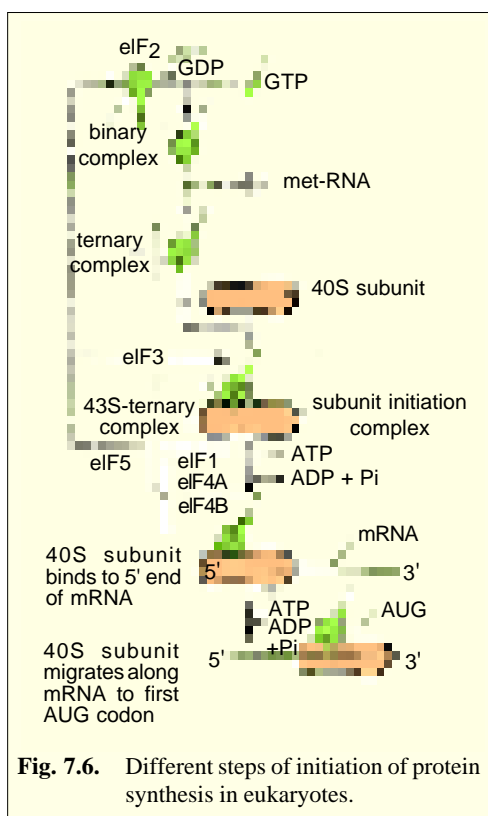 eIF2
GDP
GTP
binary
complex
met-RNA
ternary
complex
40S subunit
eIF3
43S-ternary
complex
subunit initiation
complex
eIF5
eIF1
eIF4A
eIF4B
ATP
ADP + Pi
mRNA
40S subunit
binds to 5' end
of mRNA
5'
3'
ATP
ADP
+Pi
AUG
40S subunit
migrates along
mRNA to first
AUG codon
5'
3'
Fig. 7.6. Different steps of initiation of protein
synthesis in eukaryotes.